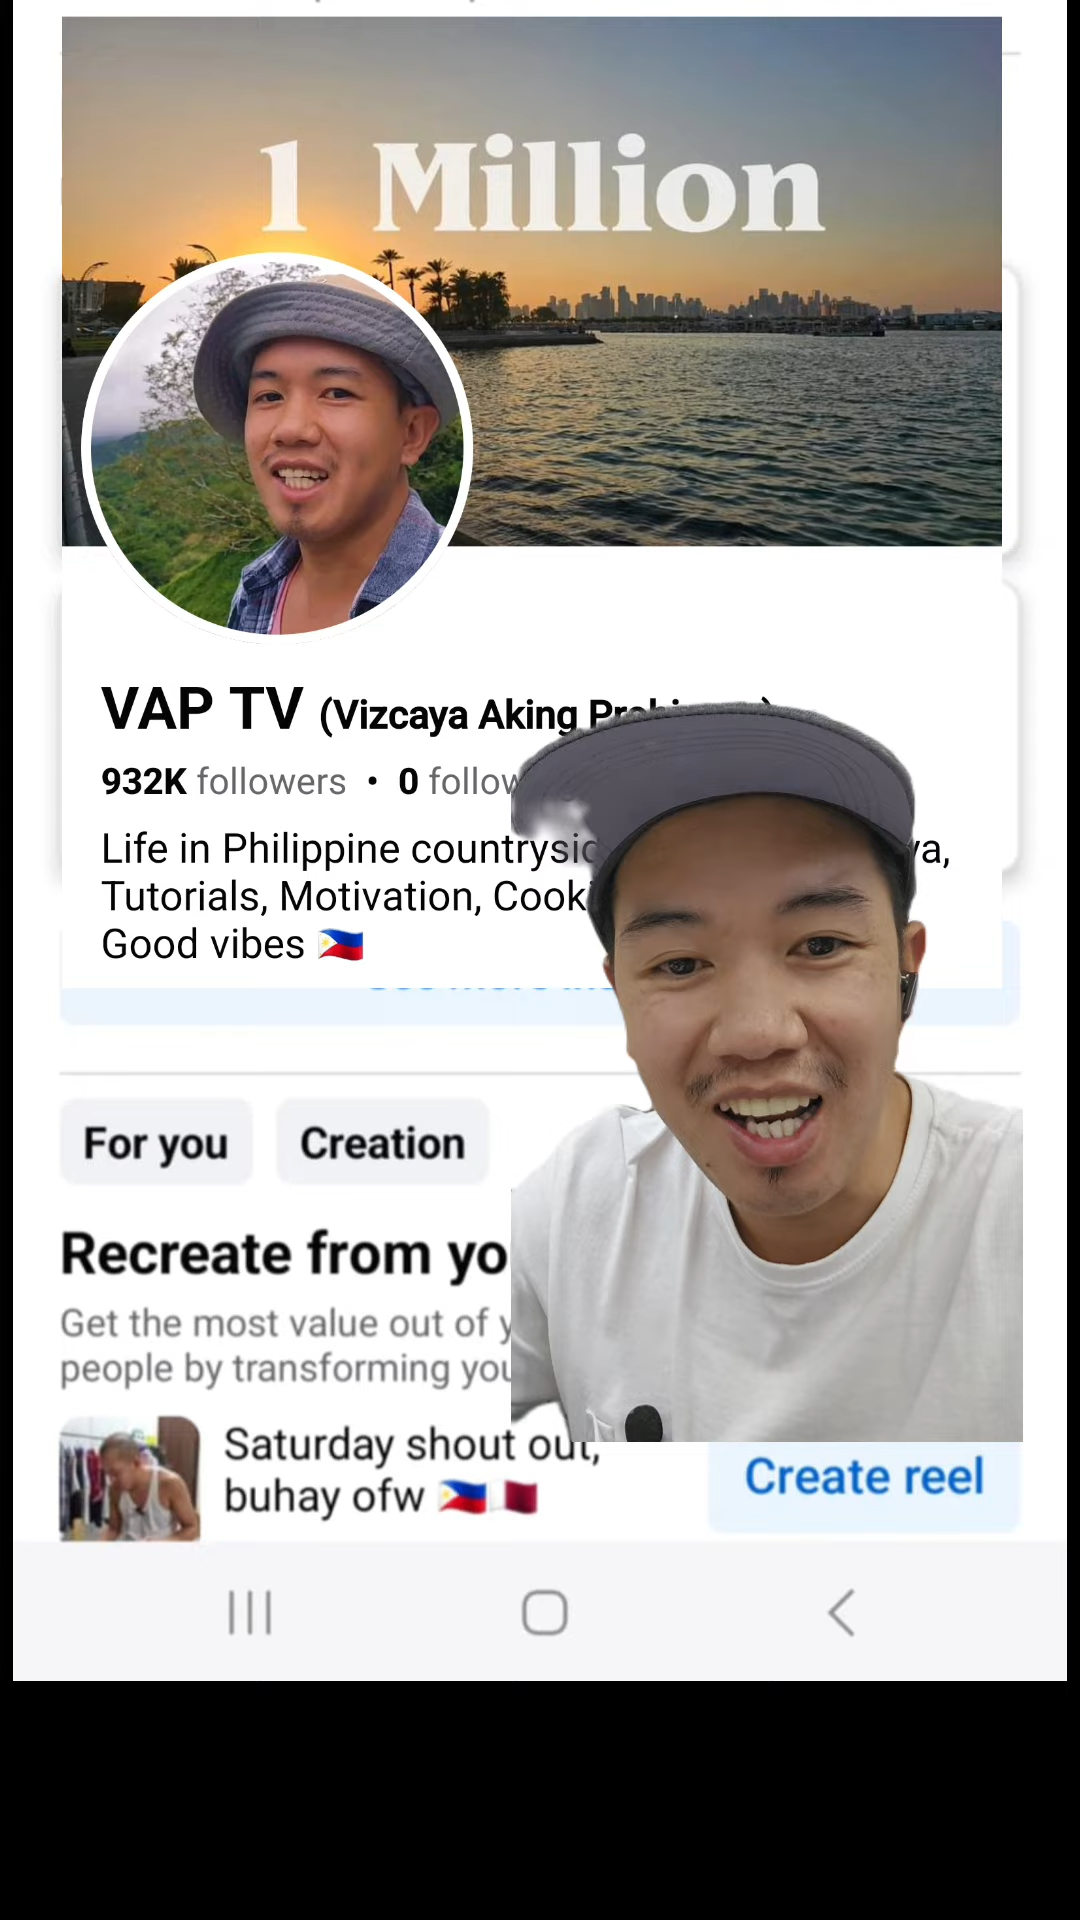 1 Million
VAP TV (Vizcaya Aking
932K followers • 0
Life in Philippine
Tutorials, Motivation,
Good vibes 🇵🇭
For you
Creation
Recreate from
Get the most value out of
people by transforming
Saturday shout out,
buhay ofw 🇵🇭🇶🇦
Create reel